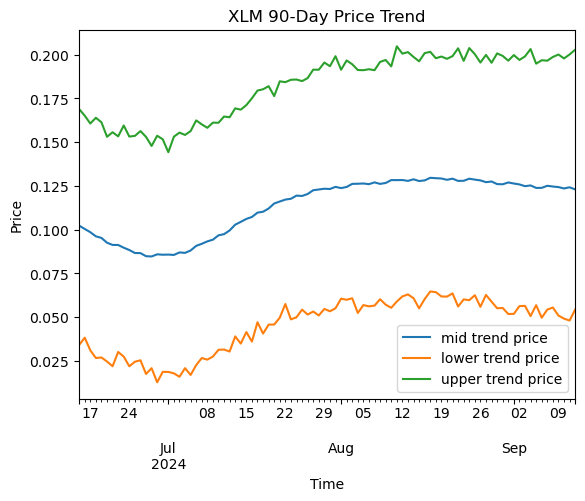 XLM 90-Day Price Trend
0.200
0.175
0.150
0.125
0.100
0.075
0.050
0.025
Price
mid trend price
lower trend price
upper trend price
17 24 08 15 22 29 05 12 19 26 02 09
Jul Aug Sep
2024
Time